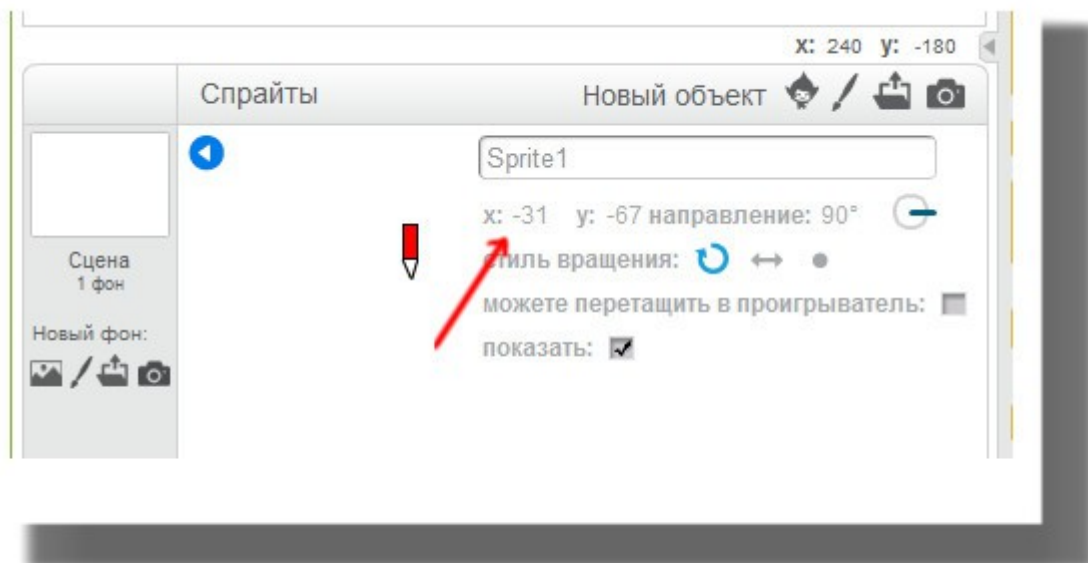 x: 240 y: -180
Спрайты
Новый объект
Sprite1
x: -31 y: -67 направление: 90°
стиль вращения:
можете перетащить в проигрыватель:
показать:
Сцена
1 фон
Новый фон: